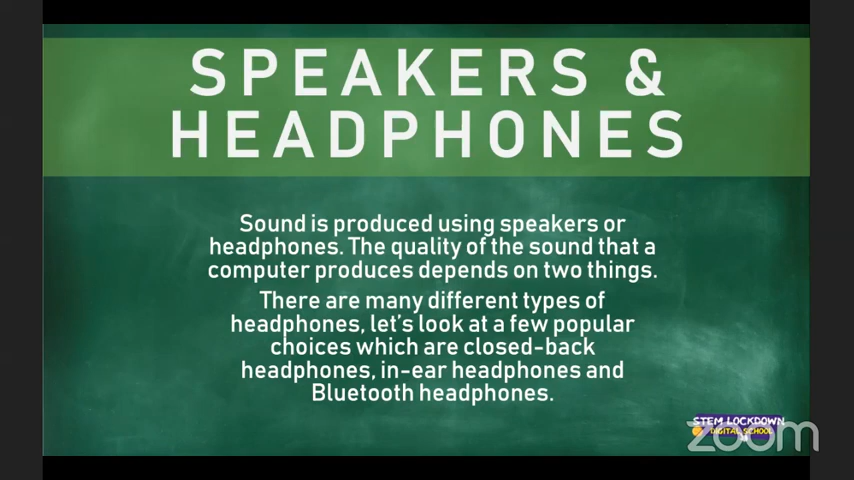 SPEAKERS &
HEADPHONES
Sound is produced using speakers or
headphones. The quality of the sound that a
computer produces depends on two things.
There are many different types of
headphones, let's look at a few popular
choices which are closed-back
headphones, in-ear headphones and
Bluetooth headphones.
STEM LOCKDOWN
DIGITAL SCHOOL
zoom